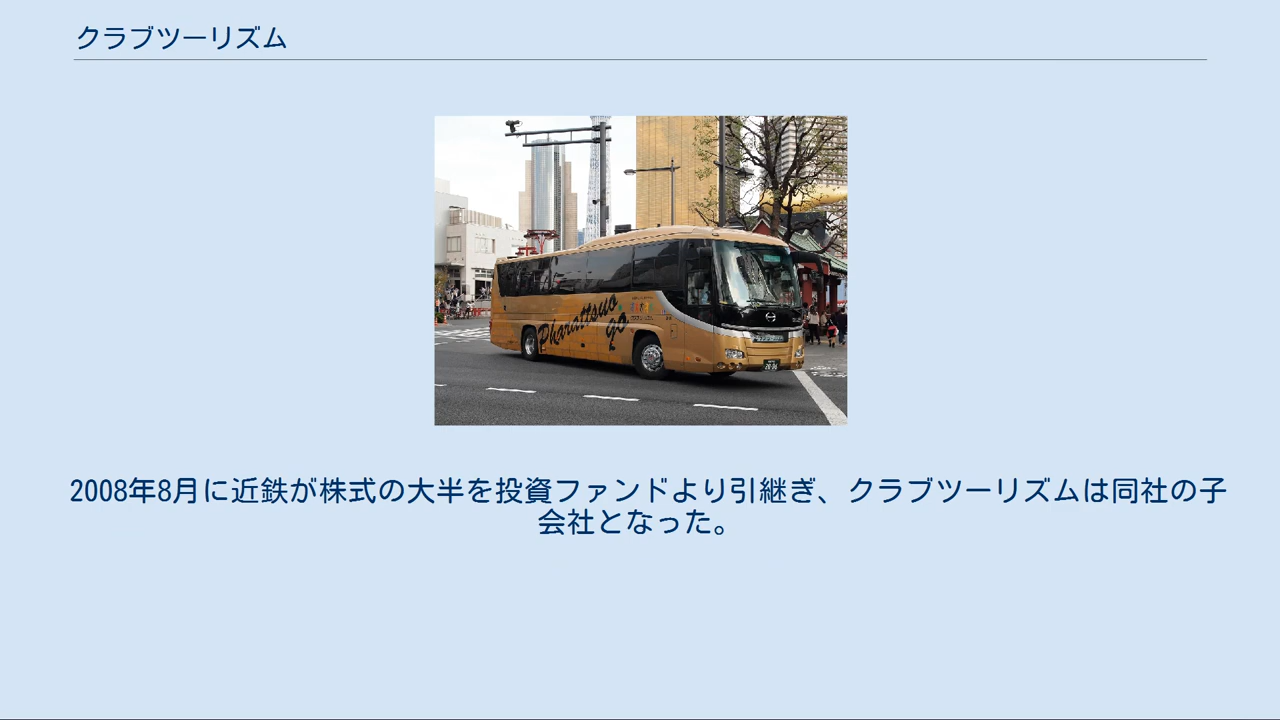 クラブツーリズム
Pharattsuo
go
2008年8月に近鉄が株式の大半を投資ファンドより引継ぎ、クラブツーリズムは同社の子
会社となった。